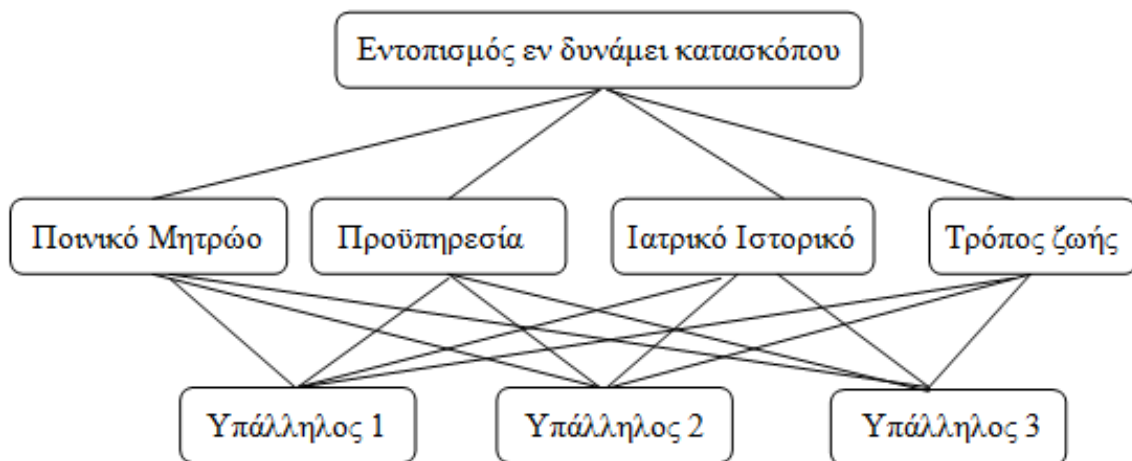 Εντοπισμός εν δυνάμει κατασκόπου
Ποινικό Μητρώο
Προϋπηρεσία
Ιατρικό Ιστορικό
Τρόπος ζωής
Υπάλληλος 1
Υπάλληλος 2
Υπάλληλος 3